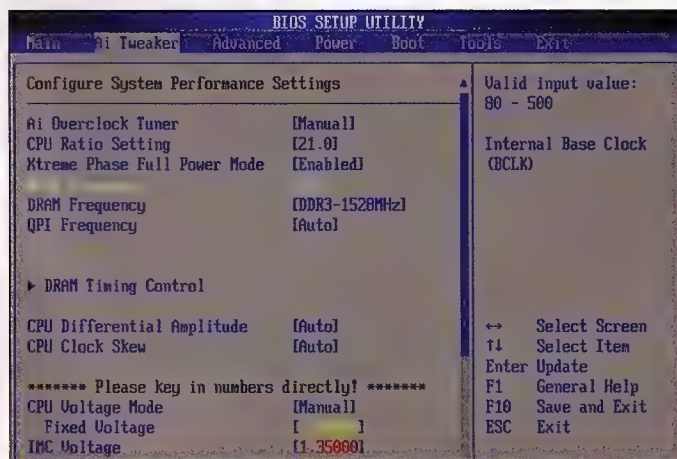 BIOS SETUP UTILITY
Main Ai Tweaker Advanced Power Boot Tools Exit
Configure System Performance Settings
Ai Overclock Tuner [Manual]
CPU Ratio Setting [21.0]
Xtreme Phase Full Power Mode [Enabled]
DRAM Frequency [DDR3-1528MHz]
QPI Frequency [Auto]
DRAM Timing Control
CPU Differential Amplitude [Auto]
CPU Clock Skew [Auto]
******* Please key in numbers directly! *******
CPU Voltage Mode [Manual]
Fixed Voltage [ ]
IMC Voltage [1.35000]
Valid input value:
80 - 500
Internal Base Clock
(BCLK)
↔ Select Screen
↑↓ Select Item
Enter Update
F1 General Help
F10 Save and Exit
ESC Exit